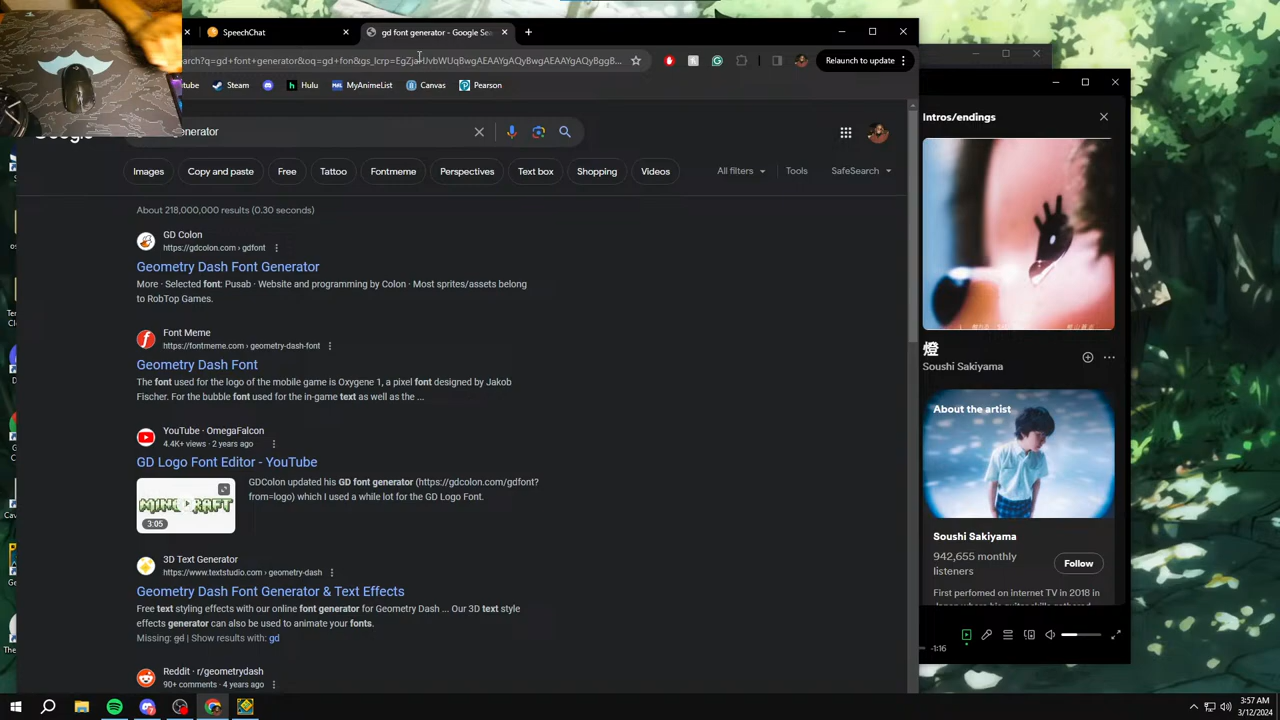 SpeechChat
gd font generator - Google Sea
arch?q=gd+font+generator&oq=gd+fon&gs_lcrp=
Relaunch to update
utube
Steam
Hulu
MyAnimeList
Canvas
Pearson
enerator
Images
Copy and paste
Free
Tattoo
Fontmeme
Perspectives
Text box
Shopping
Videos
All filters
Tools
SafeSearch
About 218,000,000 results (0.30 seconds)
GD Colon
https://gdcolon.com › gdfont
Geometry Dash Font Generator
More · Selected font: Pusab · Website and programming by Colon · Most sprites/assets belong
to RobTop Games.
Font Meme
https://fontmeme.com › geometry-dash-font
Geometry Dash Font
The font used for the logo of the mobile game is Oxygene 1, a pixel font designed by Jakob
Fischer. For the bubble font used for the in-game text as well as the ...
YouTube · OmegaFalcon
4.4K+ views · 2 years ago
GD Logo Font Editor - YouTube
GDColon updated his GD font generator (https://gdcolon.com/gdfont?
from=logo) which I used a while lot for the GD Logo Font.
MINECRAFT
3:05
3D Text Generator
https://www.textstudio.com › geometry-dash
Geometry Dash Font Generator & Text Effects
Free text styling effects with our online font generator for Geometry Dash ... Our 3D text style
effects generator can also be used to animate your fonts.
Missing: gd | Show results with: gd
Reddit · r/geometrydash
90+ comments · 4 years ago
Intros/endings
燈
Soushi Sakiyama
About the artist
Soushi Sakiyama
942,655 monthly
listeners
Follow
First perfomed on internet TV in 2018 in
-1:16
3:57 AM
3/12/2024